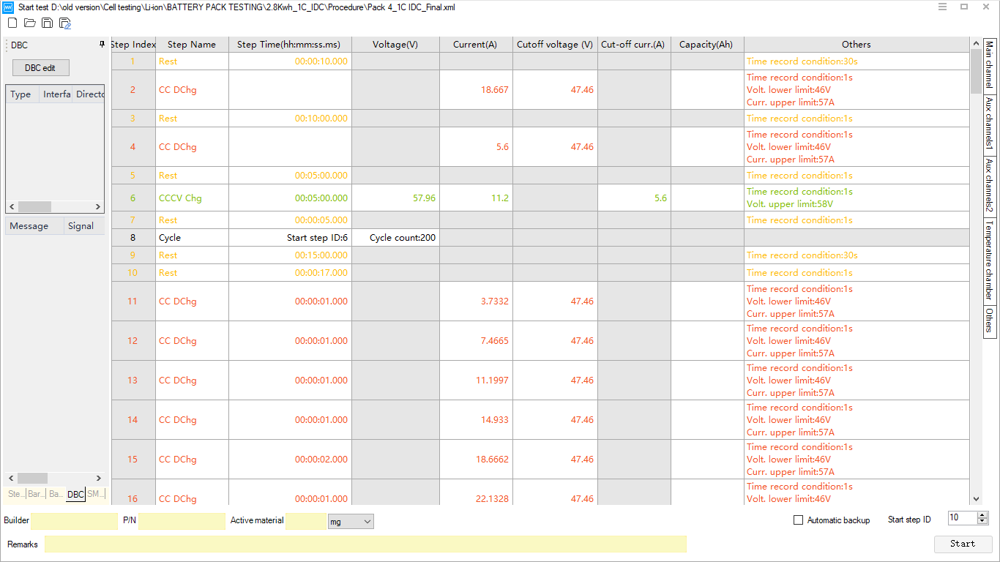 Start test D:\old version\Cell testing\Li-ion\BATTERY PACK TESTING\2.8Kwh_1C_IDC\Procedure\Pack 4_1C IDC_Final.xml
DBC
DBC edit
Type Interfa Directo
Message Signal
Ste... Bar... Ba... DBC SM...
Step Index Step Name Step Time(hh:mm:ss.ms) Voltage(V) Current(A) Cutoff voltage (V) Cut-off curr.(A) Capacity(Ah) Others
1 Rest 00:00:10.000 Time record condition:30s
2 CC DChg 18.667 47.46 Time record condition:1s
Volt. lower limit:46V
Curr. upper limit:57A
3 Rest 00:10:00.000 Time record condition:1s
4 CC DChg 5.6 47.46 Time record condition:1s
Volt. lower limit:46V
Curr. upper limit:57A
5 Rest 00:05:00.000 Time record condition:1s
6 CCCV Chg 00:05:00.000 57.96 11.2 5.6 Time record condition:1s
Volt. upper limit:58V
7 Rest 00:00:05.000 Time record condition:1s
8 Cycle Start step ID:6 Cycle count:200
9 Rest 00:15:00.000 Time record condition:30s
10 Rest 00:00:17.000 Time record condition:1s
11 CC DChg 00:00:01.000 3.7332 47.46 Time record condition:1s
Volt. lower limit:46V
Curr. upper limit:57A
12 CC DChg 00:00:01.000 7.4665 47.46 Time record condition:1s
Volt. lower limit:46V
Curr. upper limit:57A
13 CC DChg 00:00:01.000 11.1997 47.46 Time record condition:1s
Volt. lower limit:46V
Curr. upper limit:57A
14 CC DChg 00:00:01.000 14.933 47.46 Time record condition:1s
Volt. lower limit:46V
Curr. upper limit:57A
15 CC DChg 00:00:02.000 18.6662 47.46 Time record condition:1s
Volt. lower limit:46V
Curr. upper limit:57A
16 CC DChg 00:00:01.000 22.1328 47.46 Time record condition:1s
Volt. lower limit:46V
Main channel
Aux channels1
Aux channels2
Temperature chamber
Others
Builder P/N Active material mg Automatic backup Start step ID 10
Remarks Start